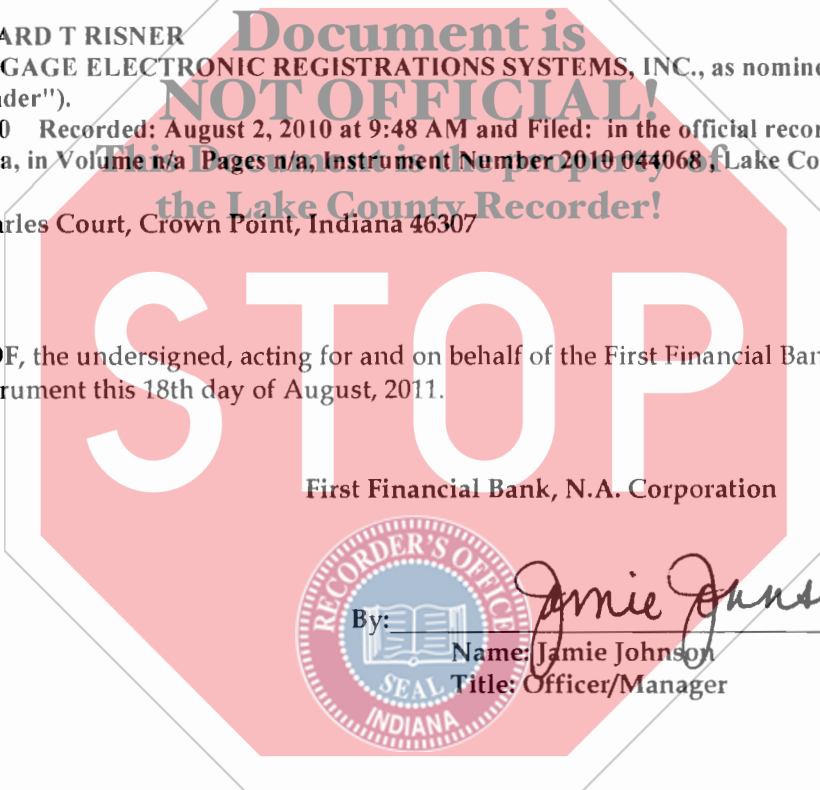 ARD T RISNER
Document is
GAGE ELECTRONIC REGISTRATIONS SYSTEMS, INC., as nomine
der").
NOT OFFICIAL!
0 Recorded: August 2, 2010 at 9:48 AM and Filed: in the official recor
a, in Volume n/a Pages n/a, Instrument Number 2010 044068 , Lake Co
This Document is the property of
the Lake County Recorder!
rles Court, Crown Point, Indiana 46307
STOP
OF, the undersigned, acting for and on behalf of the First Financial Ban
rument this 18th day of August, 2011.
First Financial Bank, N.A. Corporation
RECORDER'S OFFICE
SEAL
INDIANA
By: Jamie Johns
Name: Jamie Johnson
Title: Officer/Manager